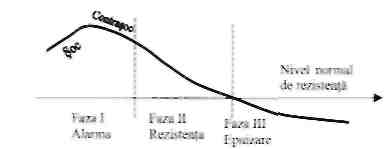 Șoc
Contrașoc
Nivel normal
de rezistență
Faza I
Alarma
Faza II
Rezistența
Faza III
Epuizare